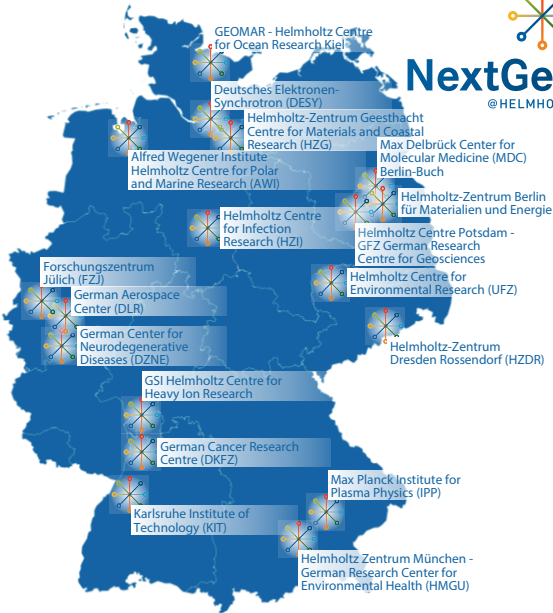 GEOMAR - Helmholtz Centre
for Ocean Research Kiel
NextGe
@HELMHO
Deutsches Elektronen-
Synchrotron (DESY)
Helmholtz-Zentrum Geesthacht
Centre for Materials and Coastal
Research (HZG)
Max Delbrück Center for
Molecular Medicine (MDC)
Berlin-Buch
Alfred Wegener Institute
Helmholtz Centre for Polar
and Marine Research (AWI)
Helmholtz-Zentrum Berlin
für Materialien und Energie
Helmholtz Centre
for Infection
Research (HZI)
Helmholtz Centre Potsdam -
GFZ German Research
Centre for Geosciences
Forschungszentrum
Jülich (FZJ)
Helmholtz Centre for
Environmental Research (UFZ)
German Aerospace
Center (DLR)
German Center for
Neurodegenerative
Diseases (DZNE)
Helmholtz-Zentrum
Dresden Rossendorf (HZDR)
GSI Helmholtz Centre for
Heavy Ion Research
German Cancer Research
Centre (DKFZ)
Max Planck Institute for
Plasma Physics (IPP)
Karlsruhe Institute of
Technology (KIT)
Helmholtz Zentrum München -
German Research Center for
Environmental Health (HMGU)